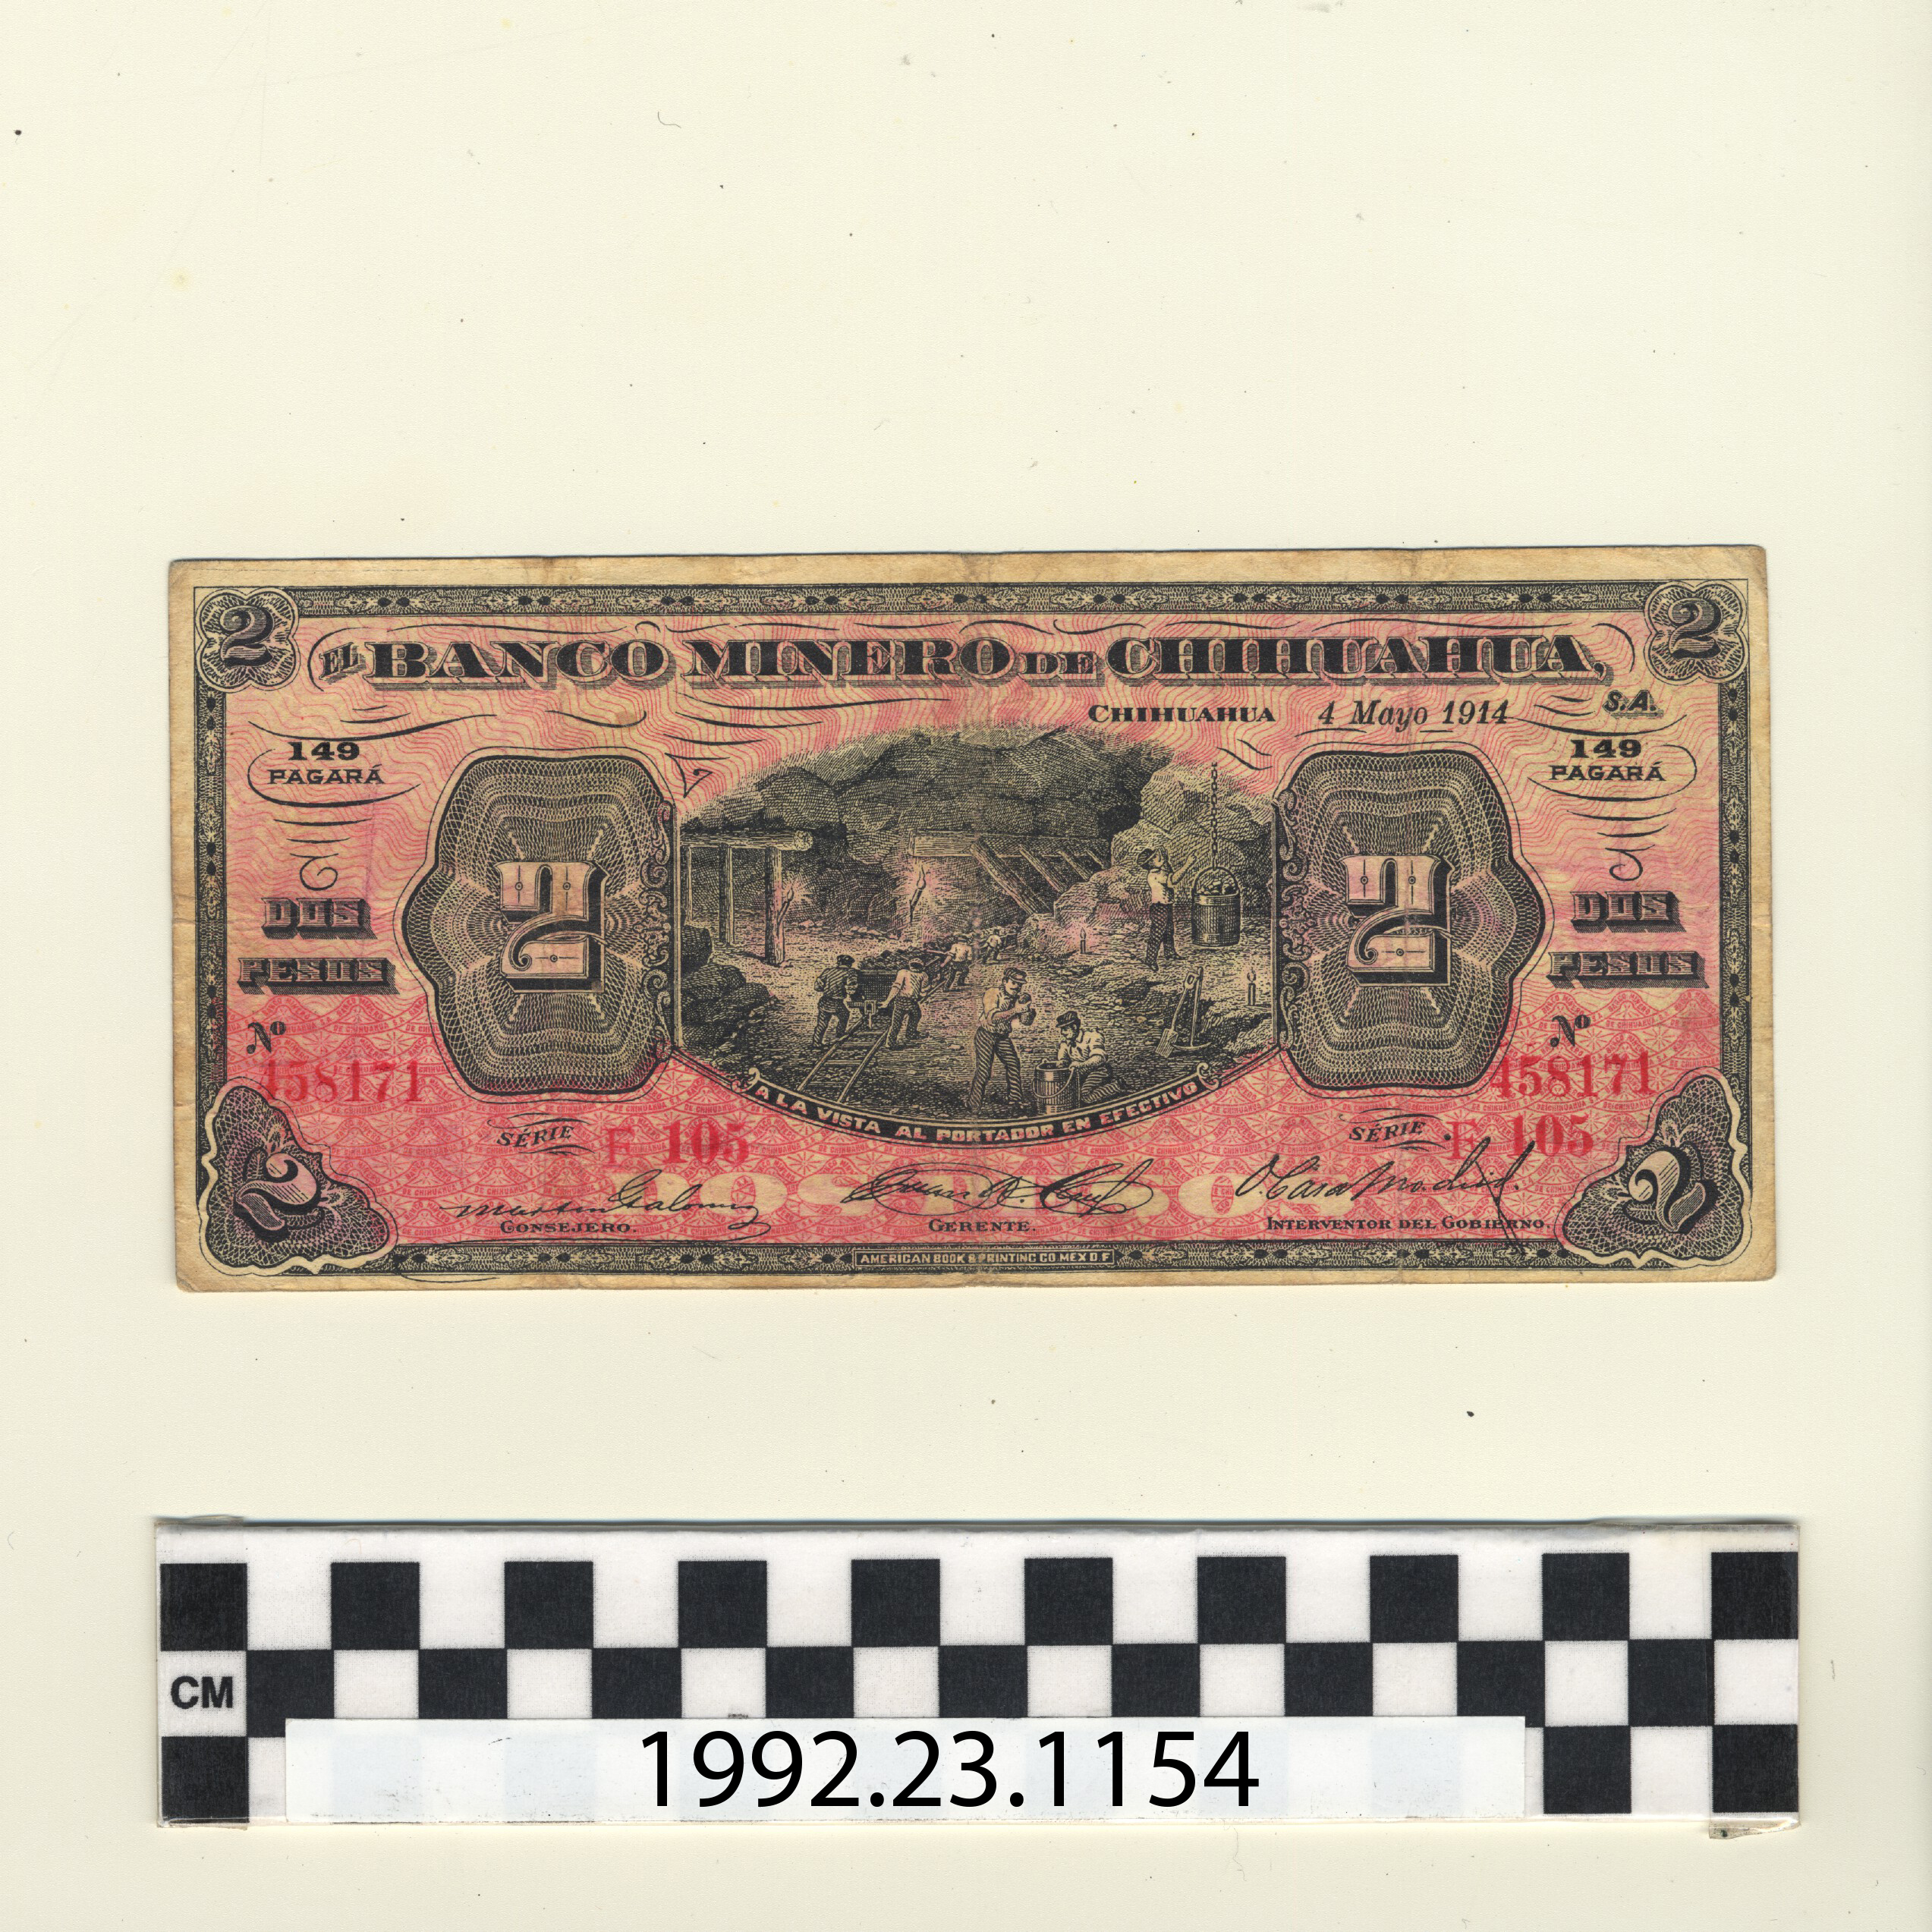 2 2
EL BANCO MINERO DE CHIHUAHUA,
S.A.
CHIHUAHUA 4 Mayo 1914
149 149
PAGARÁ PAGARÁ
2 2
DOS DOS
PESOS PESOS
Nº Nº
458171 458171
A LA VISTA AL PORTADOR EN EFECTIVO
SÉRIE F 105 SÉRIE F 105
2 2
CONSEJERO. GERENTE. INTERVENTOR DEL GOBIERNO.
AMERICAN BOOK & PRINTING CO. MEX D.F.
CM
1992.23.1154